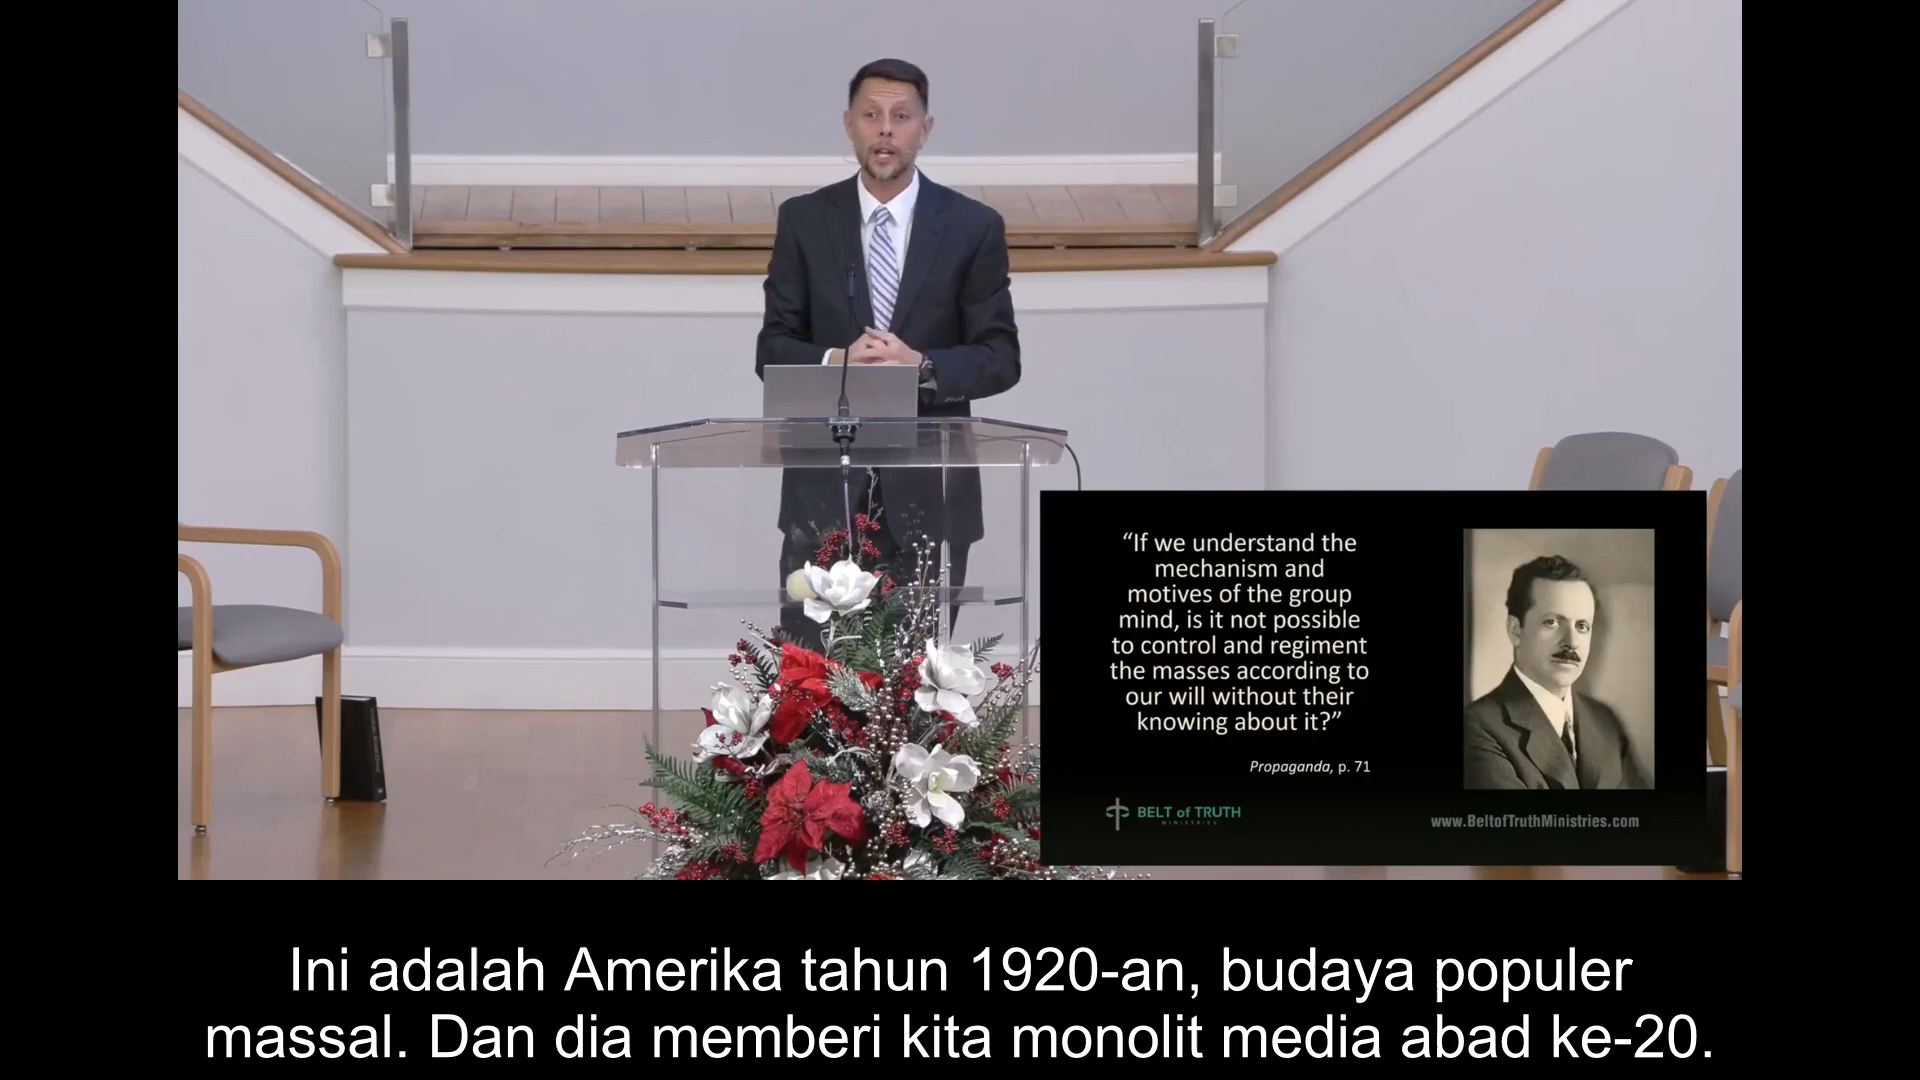 “If we understand the
mechanism and
motives of the group
mind, is it not possible
to control and regiment
the masses according to
our will without their
knowing about it?”
Propaganda, p. 71
BELT of TRUTH
MINISTRIES
www.BeltofTruthMinistries.com
Ini adalah Amerika tahun 1920-an, budaya populer
massal. Dan dia memberi kita monolit media abad ke-20.